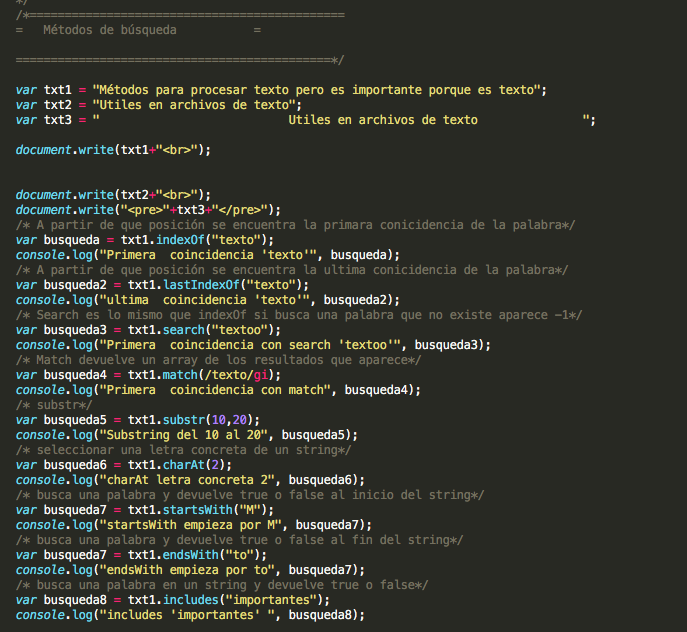 */
/*=============================================
=   Métodos de búsqueda           =

=============================================*/
var txt1 = "Métodos para procesar texto pero es importante porque es texto";
var txt2 = "Utiles en archivos de texto";
var txt3 = "                           Utiles en archivos de texto               ";
document.write(txt1+"<br>");
document.write(txt2+"<br>");
document.write("<pre>"+txt3+"</pre>");
/* A partir de que posición se encuentra la primara conicidencia de la palabra*/
var busqueda = txt1.indexOf("texto");
console.log("Primera  coincidencia 'texto'", busqueda);
/* A partir de que posición se encuentra la ultima conicidencia de la palabra*/
var busqueda2 = txt1.lastIndexOf("texto");
console.log("ultima  coincidencia 'texto'", busqueda2);
/* Search es lo mismo que indexOf si busca una palabra que no existe aparece -1*/
var busqueda3 = txt1.search("textoo");
console.log("Primera  coincidencia con search 'textoo'", busqueda3);
/* Match devuelve un array de los resultados que aparece*/
var busqueda4 = txt1.match(/texto/gi);
console.log("Primera  coincidencia con match", busqueda4);
/* substr*/
var busqueda5 = txt1.substr(10,20);
console.log("Substring del 10 al 20", busqueda5);
/* seleccionar una letra concreta de un string*/
var busqueda6 = txt1.charAt(2);
console.log("charAt letra concreta 2", busqueda6);
/* busca una palabra y devuelve true o false al inicio del string*/
var busqueda7 = txt1.startsWith("M");
console.log("startsWith empieza por M", busqueda7);
/* busca una palabra y devuelve true o false al fin del string*/
var busqueda7 = txt1.endsWith("to");
console.log("endsWith empieza por to", busqueda7);
/* busca una palabra en un string y devuelve true o false*/
var busqueda8 = txt1.includes("importantes");
console.log("includes 'importantes' ", busqueda8);